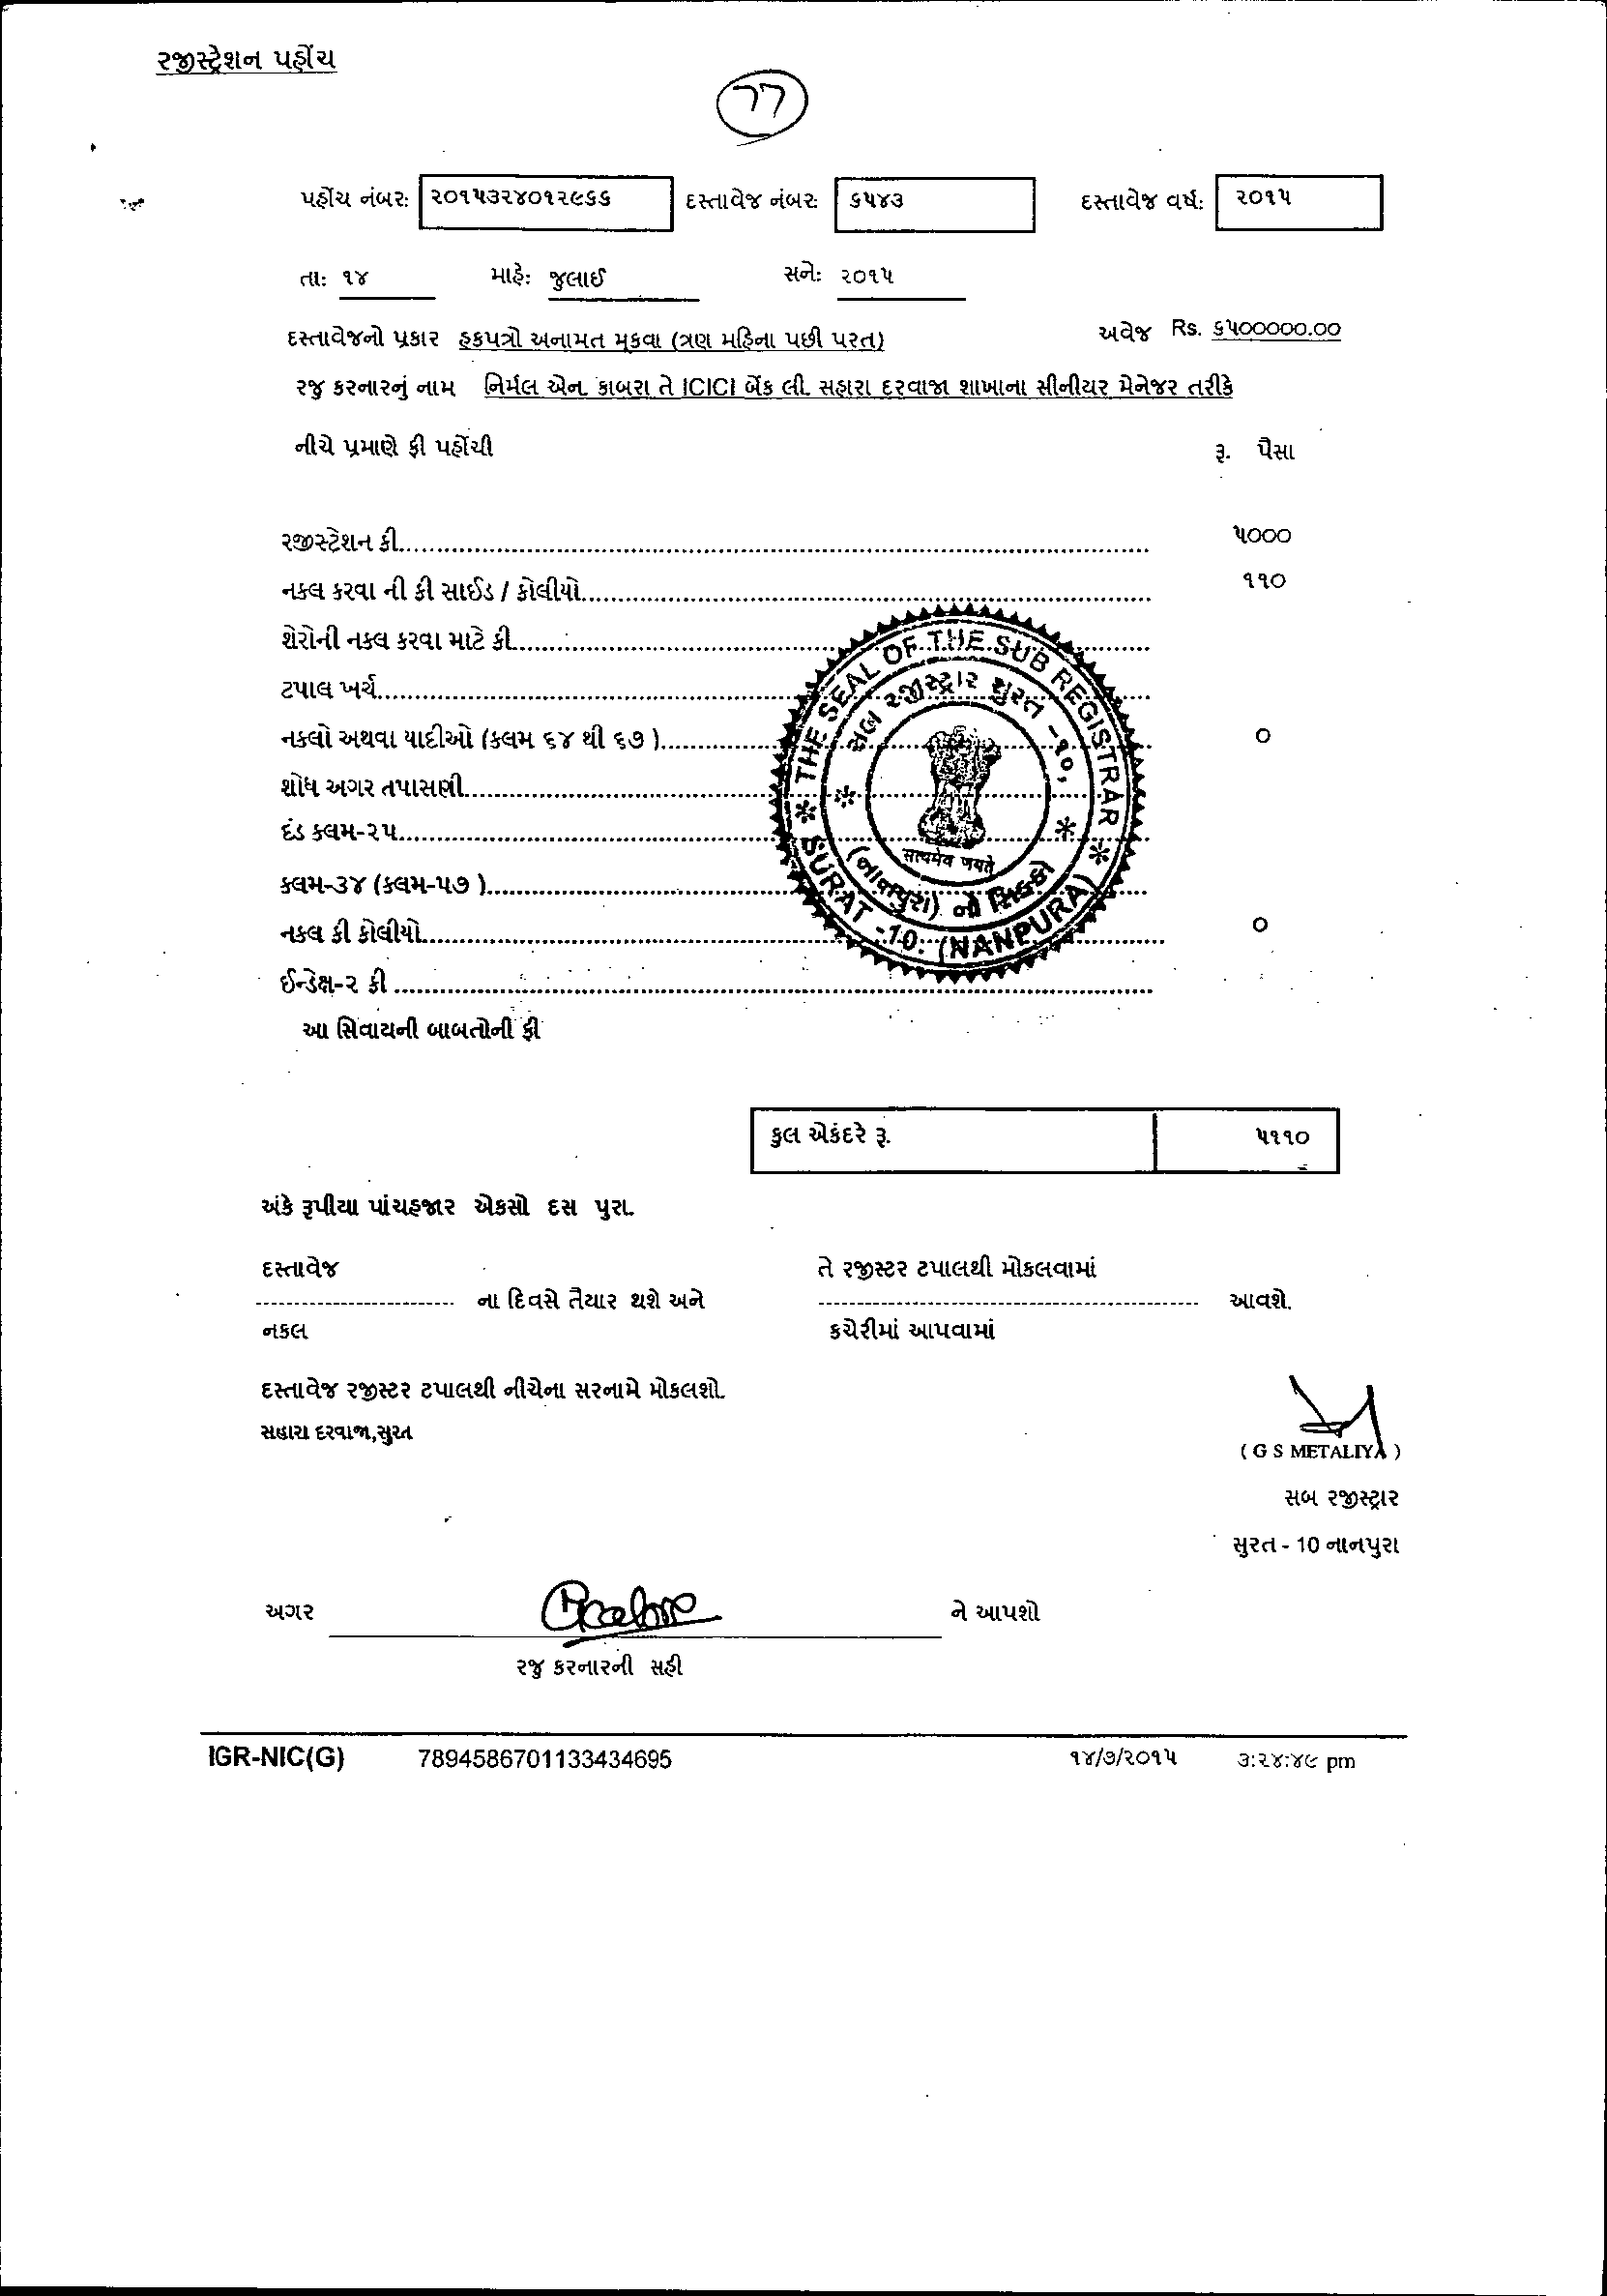 રજીસ્ટ્રેશન પહોંચ
77
પહોંચ નંબર: ૨૦૧૫૩૨૪૦૧૨૯૬૬ દસ્તાવેજ નંબર: ૬૫૪૩ દસ્તાવેજ વર્ષ: ૨૦૧૫
તા: ૧૪ માહે: જુલાઈ સને: ૨૦૧૫
દસ્તાવેજનો પ્રકાર હકપત્રો અનામત મૂકવા (ત્રણ મહિના પછી પરત) અવેજ Rs. ૬૫૦૦૦૦૦.૦૦
રજુ કરનારનું નામ નિર્મલ એન. કાબરા તે ICICI બેંક લી. સહારા દરવાજા શાખાના સીનીયર મેનેજર તરીકે
નીચે પ્રમાણે ફી પહોંચી રૂ. પૈસા
રજીસ્ટેશન ફી.......... ૫૦૦૦
નકલ કરવા ની ફી સાઈડ / ફોલીયો.......... ૧૧૦
શેરોની નકલ કરવા માટે ફી..........
ટપાલ ખર્ચ..........
નકલો અથવા યાદીઓ (કલમ ૬૪ થી ૬૭ ).......... ૦
શોધ અગર તપાસણી..........
દંડ કલમ-૨૫..........
કલમ-૩૪ (કલમ-૫૭ )..........
નકલ ફી ફોલીયો.......... ૦
ઈન્ડેક્ષ-૨ ફી ..........
આ સિવાયની બાબતોની ફી
* THE SEAL OF THE SUB REGISTRAR *
SURAT -10. (NANPURA)
* સબ રજીસ્ટ્રાર સુરત -૧૦, *
(નાનપુરા) નો સિક્કો
सत्यमेव जयते
કુલ એકંદરે રૂ. ૫૧૧૦
અંકે રૂપીયા પાંચહજાર એકસો દસ પુરા.
દસ્તાવેજ તે રજીસ્ટર ટપાલથી મોકલવામાં
---------- ના દિવસે તૈયાર થશે અને ---------- આવશે.
નકલ કચેરીમાં આપવામાં
દસ્તાવેજ રજીસ્ટર ટપાલથી નીચેના સરનામે મોકલશો.
સહારા દરવાજા,સુરત
( G S METALIYA )
સબ રજીસ્ટ્રાર
સુરત - 10 નાનપુરા
અગર ને આપશો
રજુ કરનારની સહી
IGR-NIC(G) 7894586701133434695 ૧૪/૭/૨૦૧૫ ૩:૨૪:૪૯ pm